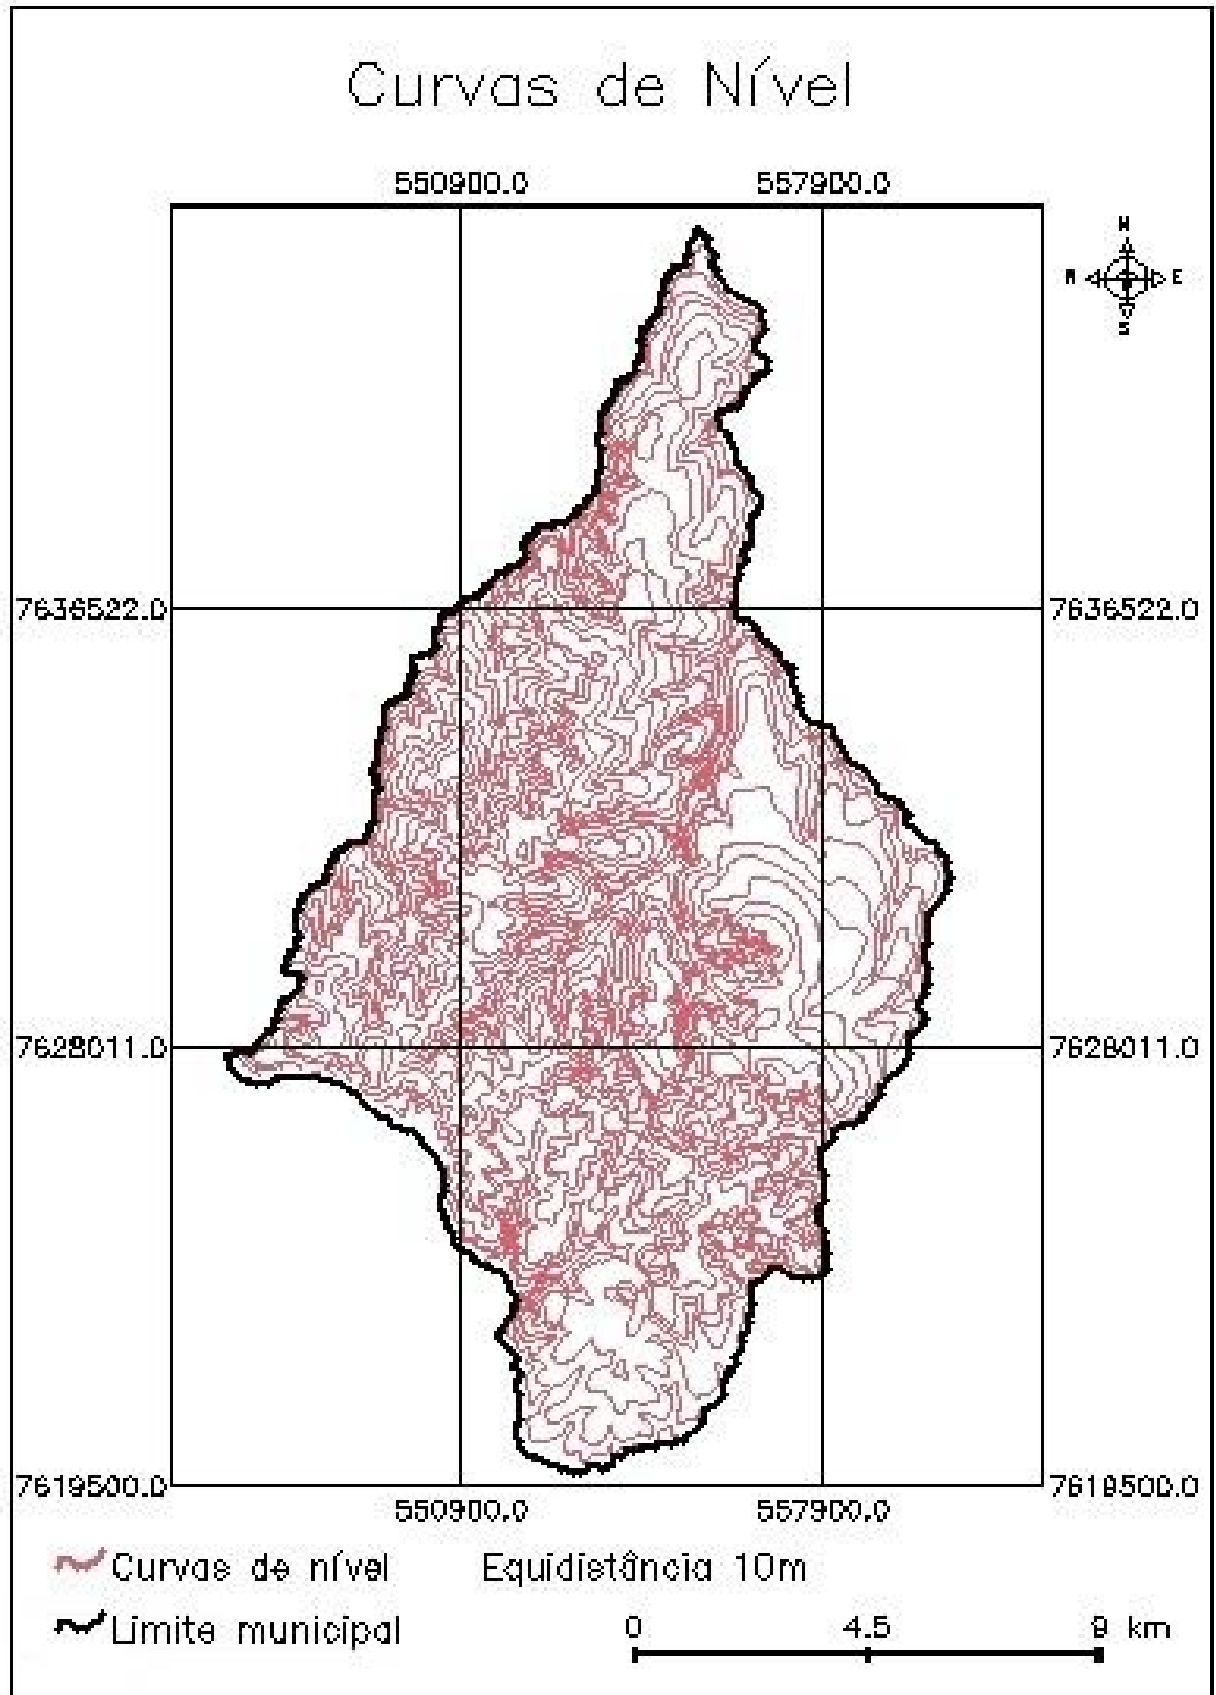 Curvas de Nível
550900.0 557900.0
N
W E
S
7636522.0 7636522.0
7628011.0 7628011.0
7619500.0 7619500.0
550900.0 557900.0
Curvas de nível Equidistância 10m
Limite municipal
0 4.5 9 km